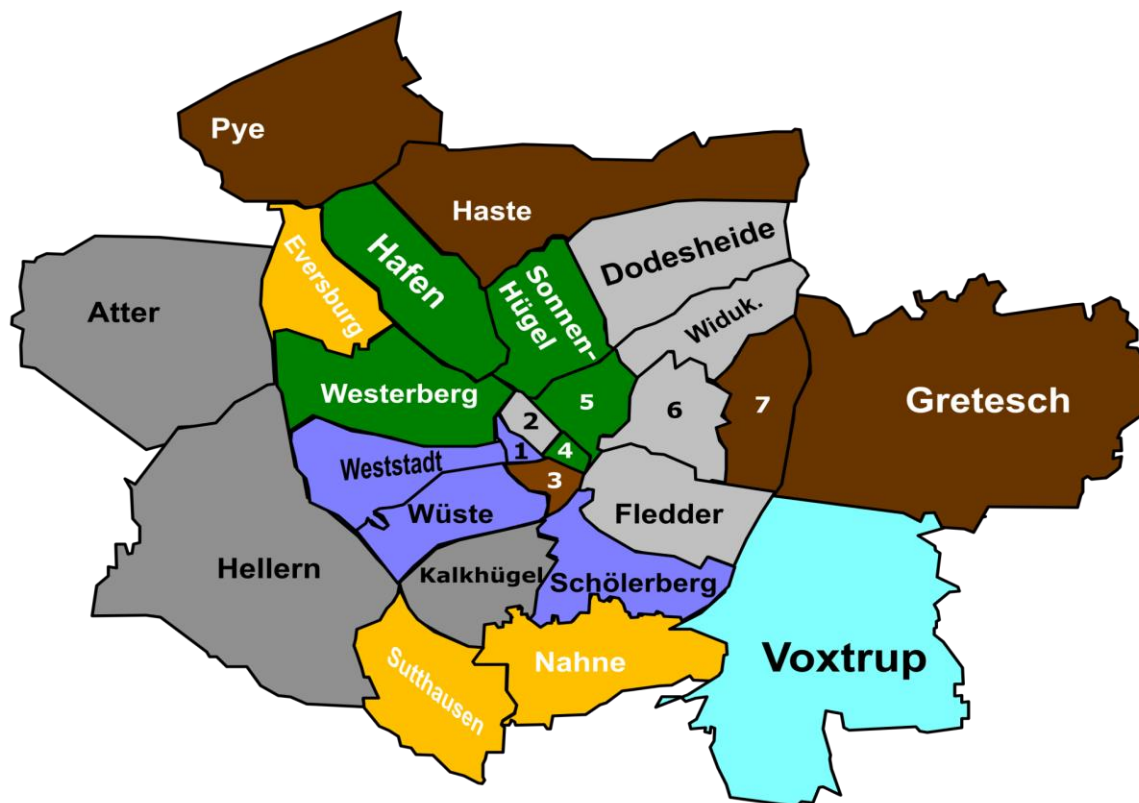 Pye
Haste
Hafen
Eversburg
Sonnen-
Hügel
Dodesheide
Atter
Widuk.
Westerberg
5
6
7
Gretesch
2
1
4
Weststadt
3
Wüste
Fledder
Hellern
Kalkhügel
Schölerberg
Sutthausen
Nahne
Voxtrup